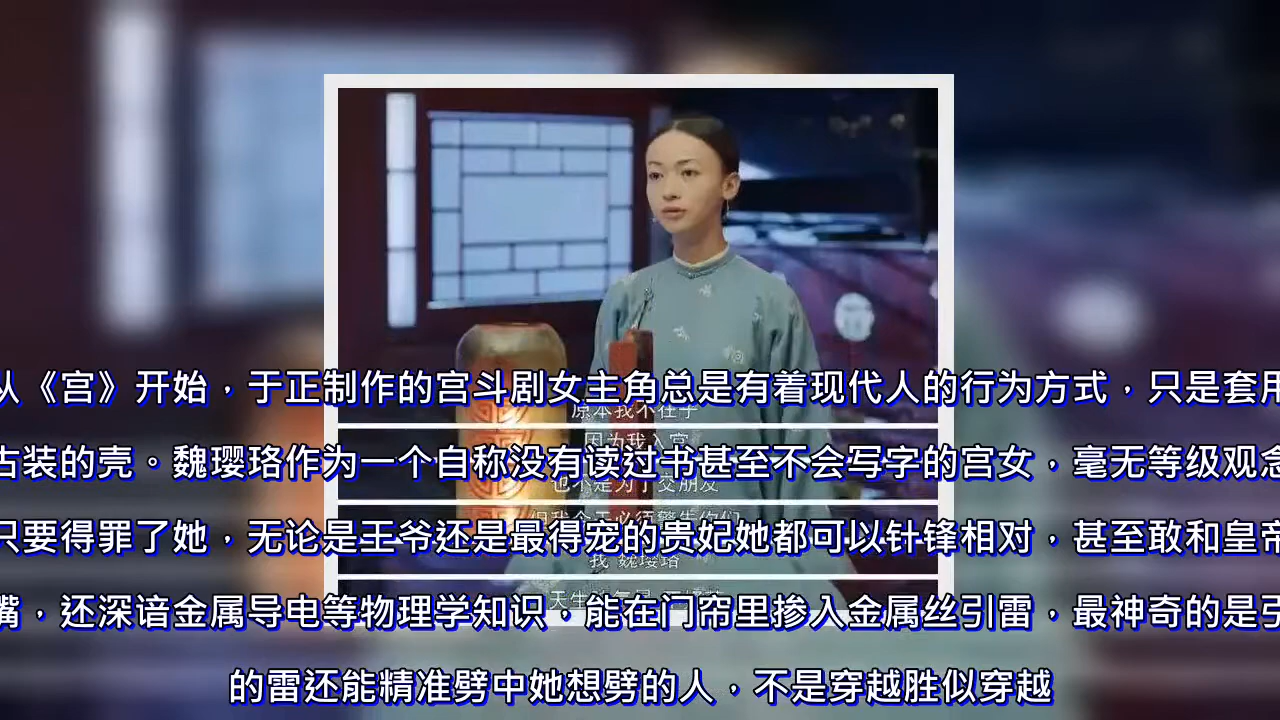 从《宫》开始，于正制作的宫斗剧女主角总是有着现代人的行为方式，只是套用
原本我不在乎
因为我入宫
古装的壳。魏璎珞作为一个自称没有读过书甚至不会写字的宫女，毫无等级观念
也不是为了交朋友
只要得罪了她，无论是王爷还是最得宠的贵妃她都可以针锋相对，甚至敢和皇帝
我 魏璎珞
嘴，还深谙金属导电等物理学知识，能在门帘里掺入金属丝引雷，最神奇的是引
的雷还能精准劈中她想劈的人，不是穿越胜似穿越